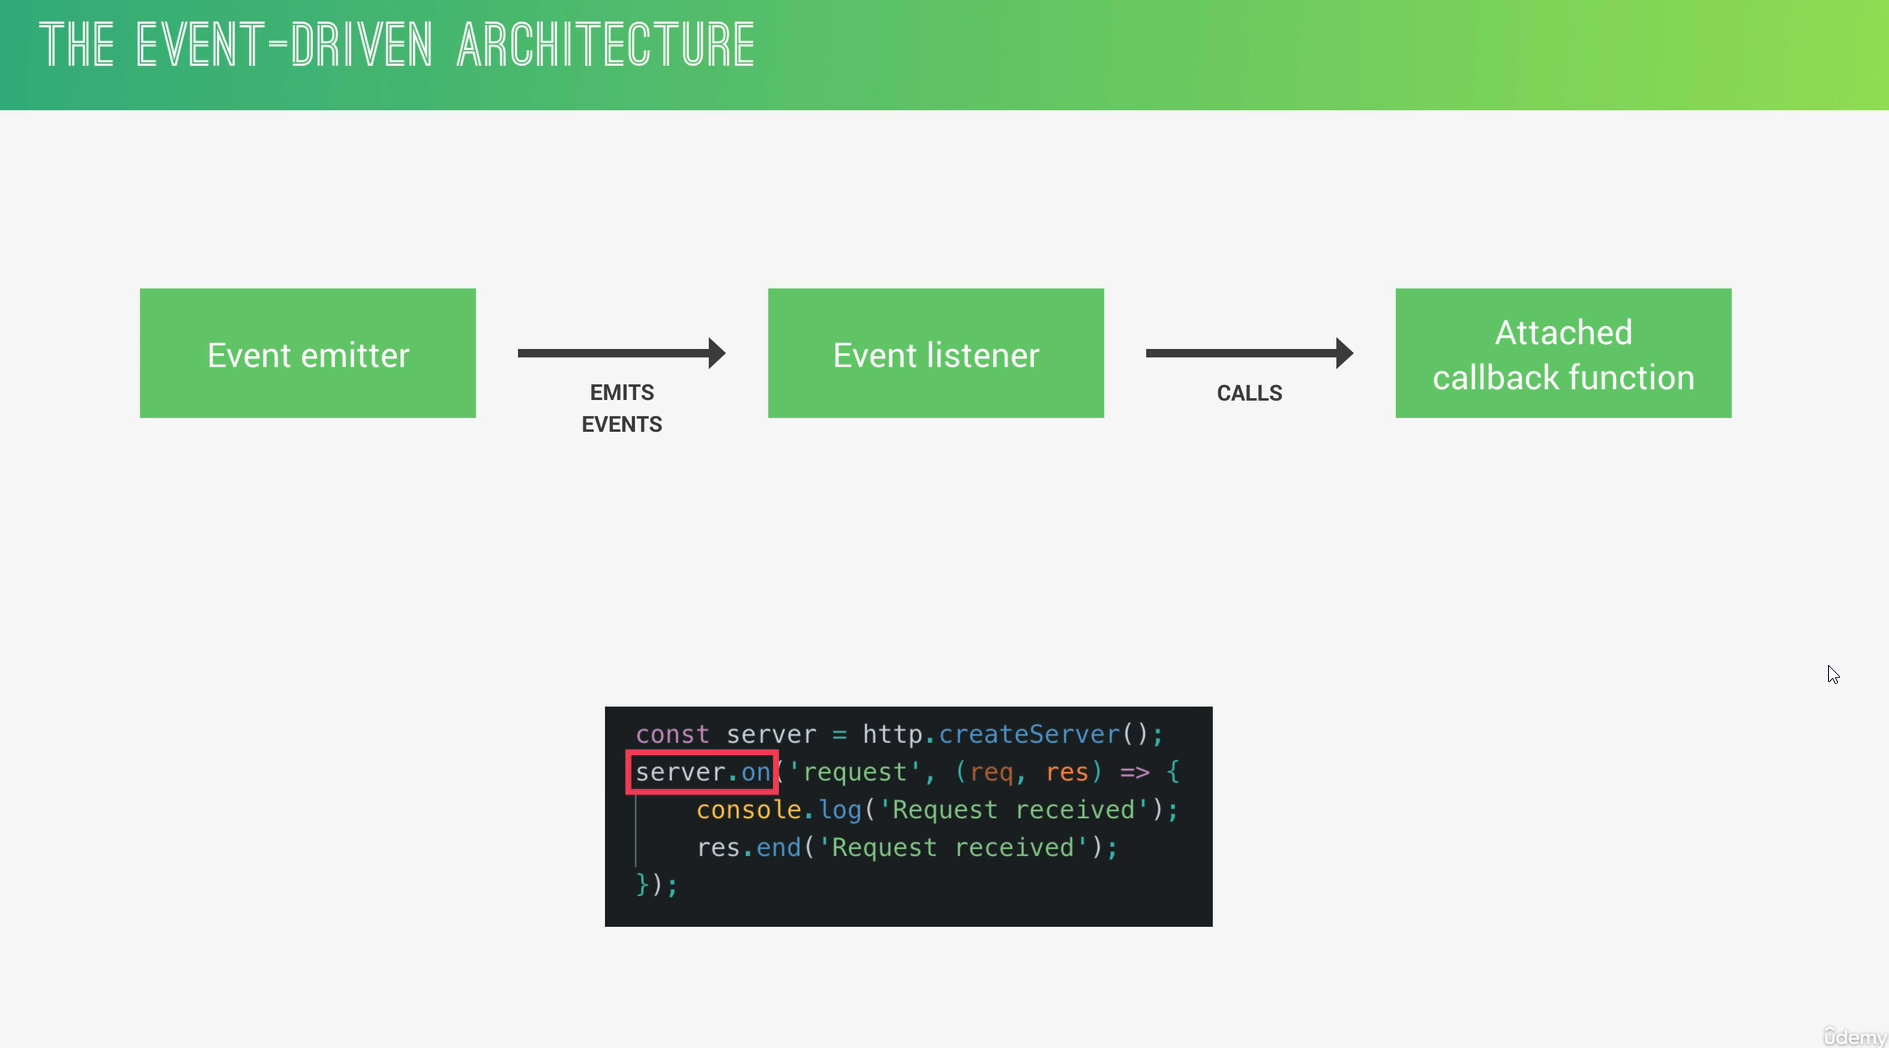 THE EVENT-DRIVEN ARCHITECTURE
Event emitter
EMITS
EVENTS
Event listener
CALLS
Attached
callback function
const server = http.createServer();
server.on('request', (req, res) => {
    console.log('Request received');
    res.end('Request received');
});
ûdemy